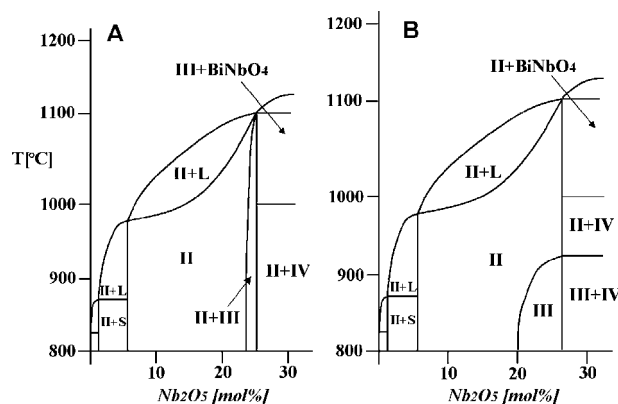 A
1200
III+BiNbO4
1100
T[°C]
II+L
1000
II
II+IV
900
II+L
II+III
II+S
800
10
20
30
Nb2O5 [mol%]
B
1200
II+BiNbO4
1100
II+L
1000
II+IV
II
900
II+L
III+IV
III
II+S
800
10
20
30
Nb2O5 [mol%]